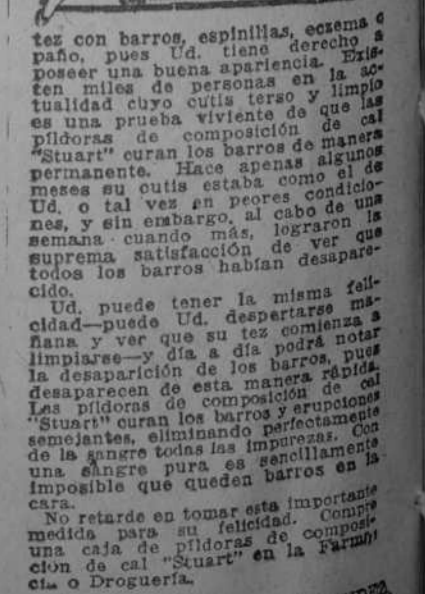 tez con barros, espinillas, eczema o
paño, pues Ud. tiene derecho a
poseer una buena apariencia. Exis-
ten miles de personas en la ac-
tualidad cuyo cutis terso y limpio
es una prueba viviente de que las
píldoras de composición de cal
"Stuart" curan los barros de manera
permanente. Hace apenas algunos
meses su cutis estaba como el de
Ud. o tal vez en peores condicio-
nes, y sin embargo, al cabo de una
semana cuando más, lograron la
suprema satisfacción de ver que
todos los barros habían desapare-
cido.
Ud. puede tener la misma feli-
cidad—puede Ud. despertarse ma-
ñana y ver que su tez comienza a
limpiarse—y día a día podrá notar
la desaparición de los barros, pues
desaparecen de esta manera rápida.
Las píldoras de composición de cal
"Stuart" curan los barros y erupciones
semejantes, eliminando perfectamente
de la sangre todas las impurezas. Con
una sangre pura es sencillamente
imposible que queden barros en la
cara.
No retarde en tomar esta importante
medida para su felicidad. Compre
una caja de píldoras de composi-
ción de cal "Stuart" en la Farma
cia o Droguería.